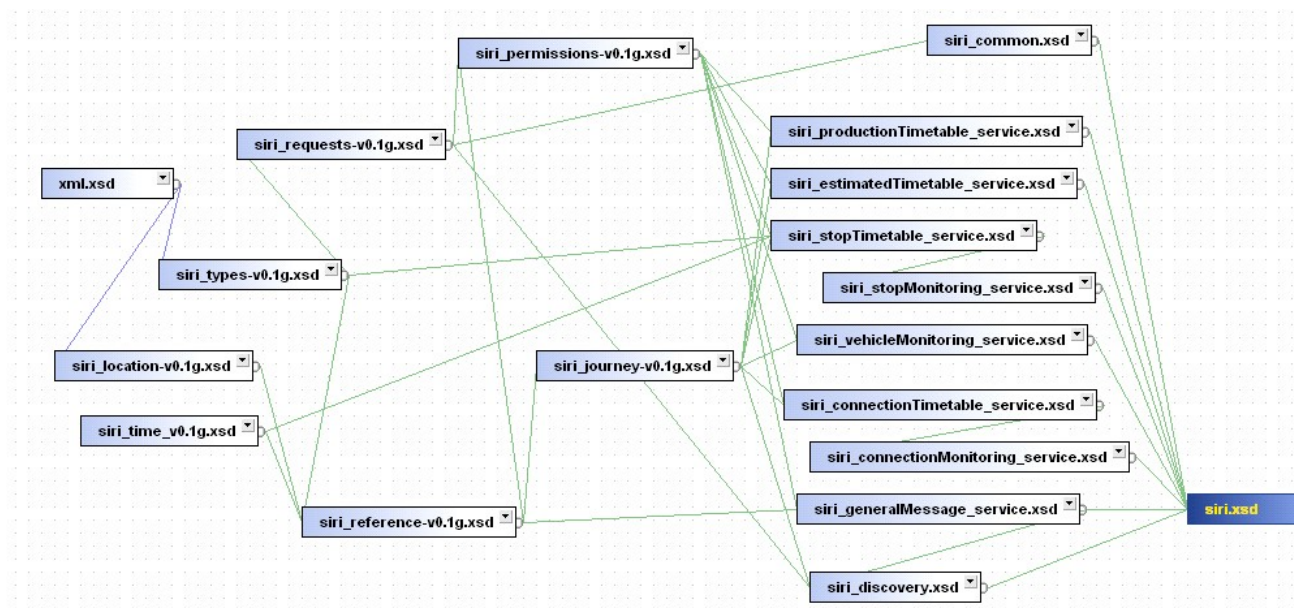 siri_permissions-v0.1g.xsd
siri_common.xsd
siri_requests-v0.1g.xsd
siri_productionTimetable_service.xsd
xml.xsd
siri_estimatedTimetable_service.xsd
siri_stopTimetable_service.xsd
siri_types-v0.1g.xsd
siri_stopMonitoring_service.xsd
siri_vehicleMonitoring_service.xsd
siri_location-v0.1g.xsd
siri_journey-v0.1g.xsd
siri_connectionTimetable_service.xsd
siri_time_v0.1g.xsd
siri_connectionMonitoring_service.xsd
siri_generalMessage_service.xsd
siri.xsd
siri_reference-v0.1g.xsd
siri_discovery.xsd